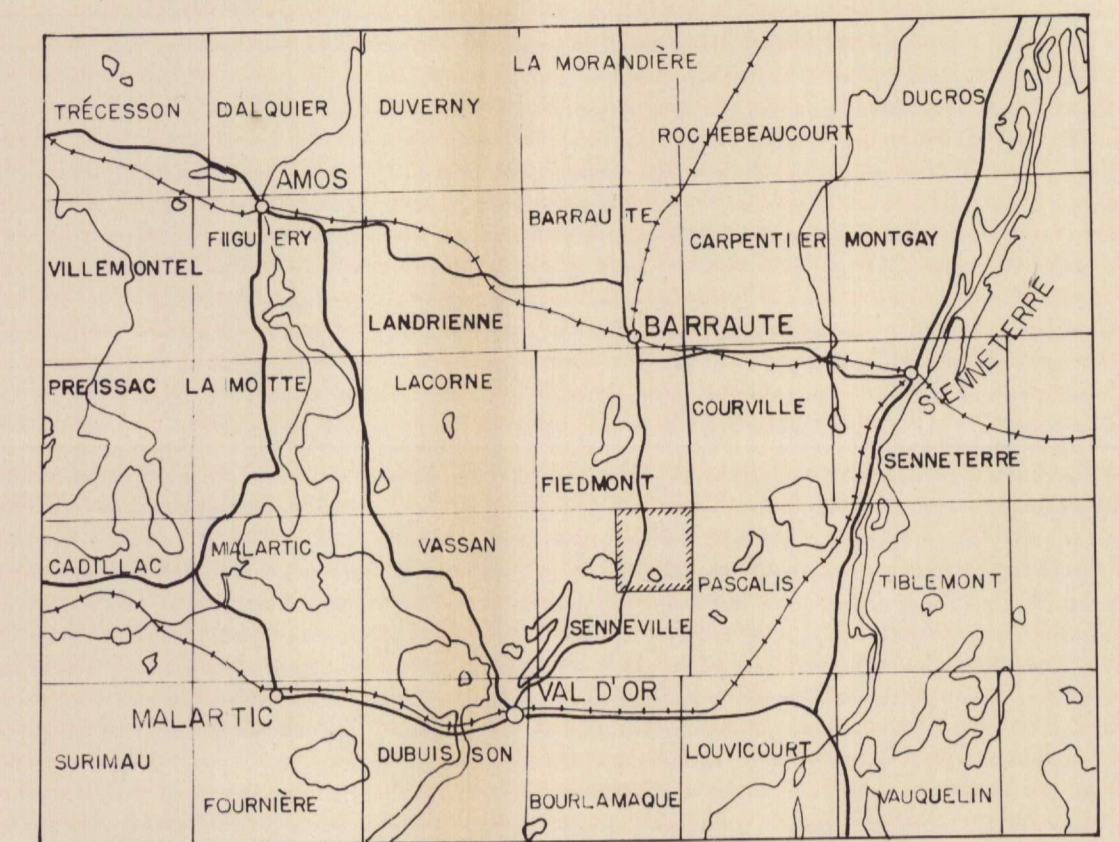 LA MORANDIÈRE
TRÉCESSON
DALQUIER
DUVERNY
DUCROS
ROCHEBEAUCOURT
AMOS
BARRAUTE
FIIGUERY
CARPENTIER
MONTGAY
VILLEMONTEL
LANDRIENNE
BARRAUTE
SENNETERRE
PREISSAC
LA MOTTE
LACORNE
COURVILLE
FIEDMONT
SENNETERRE
CADILLAC
MALARTIC
VASSAN
PASCALIS
TIBLEMONT
SENNEVILLE
VAL D'OR
MALARTIC
SURIMAU
DUBUISSON
LOUVICOURT
FOURNIÈRE
BOURLAMAQUE
VAUQUELIN